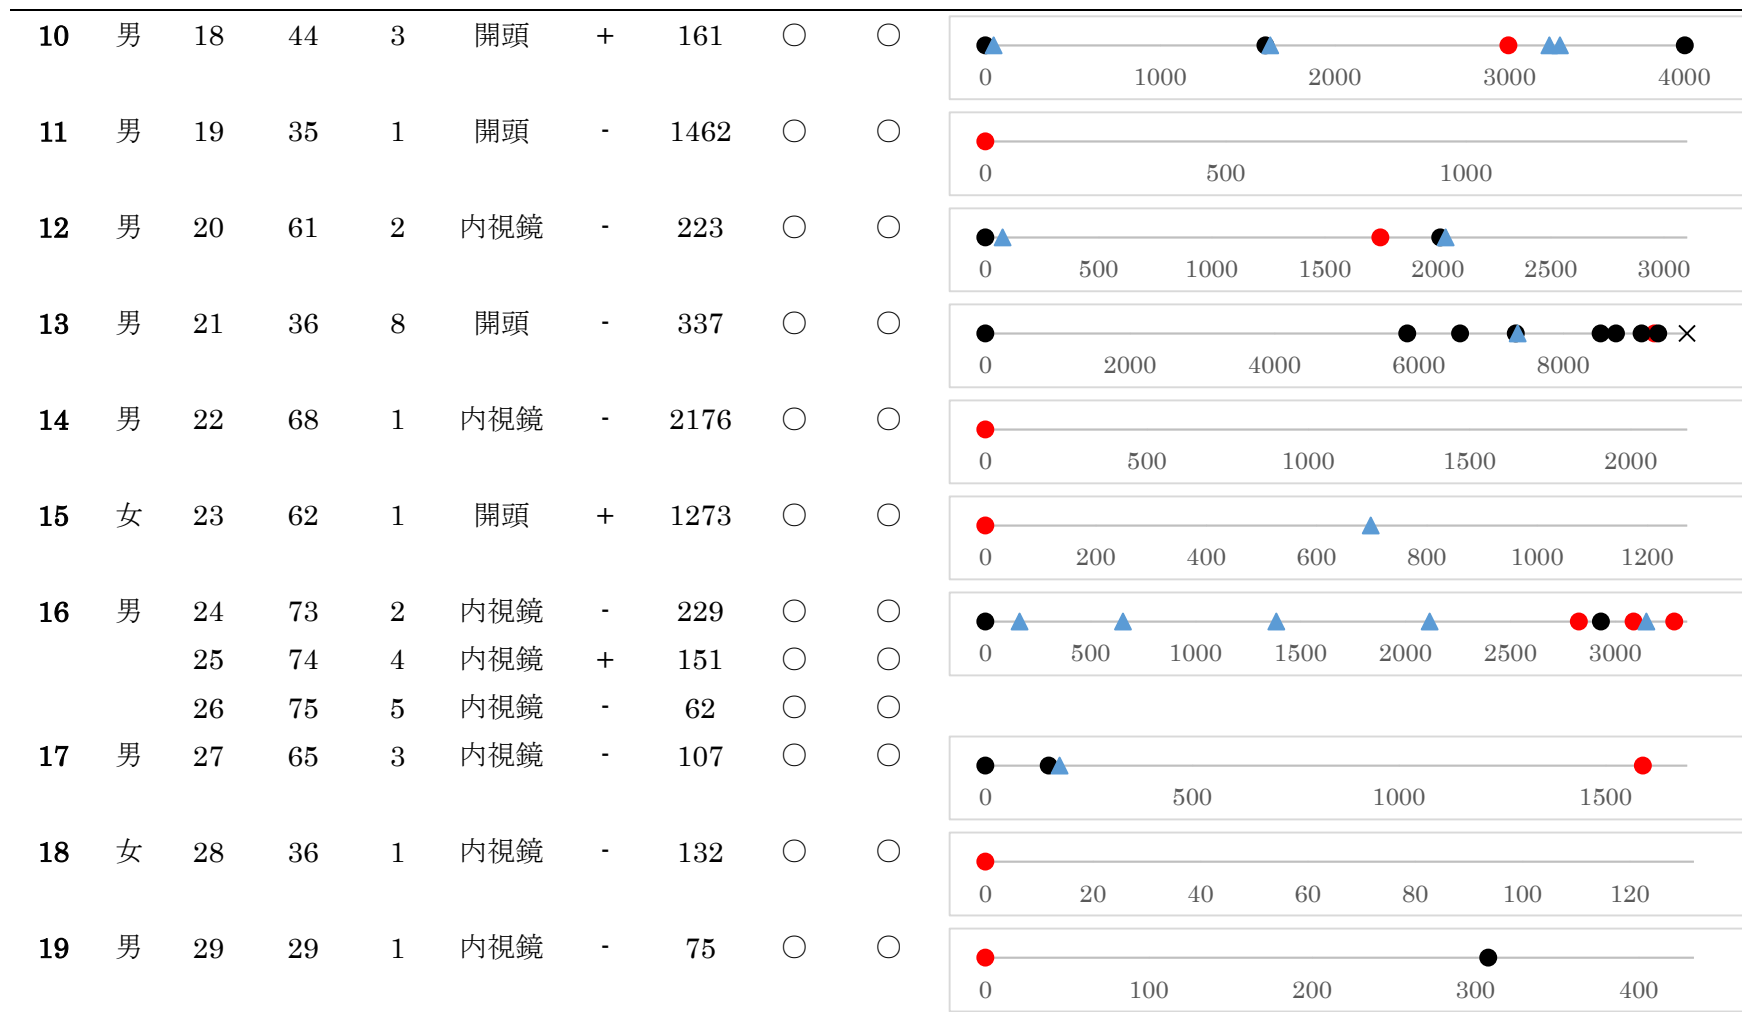 10 男 18 44 3 開頭 + 161 ○ ○
0 1000 2000 3000 4000
11 男 19 35 1 開頭 - 1462 ○ ○
0 500 1000
12 男 20 61 2 内視鏡 - 223 ○ ○
0 500 1000 1500 2000 2500 3000
13 男 21 36 8 開頭 - 337 ○ ○
0 2000 4000 6000 8000
14 男 22 68 1 内視鏡 - 2176 ○ ○
0 500 1000 1500 2000
15 女 23 62 1 開頭 + 1273 ○ ○
0 200 400 600 800 1000 1200
16 男 24 73 2 内視鏡 - 229 ○ ○
25 74 4 内視鏡 + 151 ○ ○
0 500 1000 1500 2000 2500 3000
26 75 5 内視鏡 - 62 ○ ○
17 男 27 65 3 内視鏡 - 107 ○ ○
0 500 1000 1500
18 女 28 36 1 内視鏡 - 132 ○ ○
0 20 40 60 80 100 120
19 男 29 29 1 内視鏡 - 75 ○ ○
0 100 200 300 400